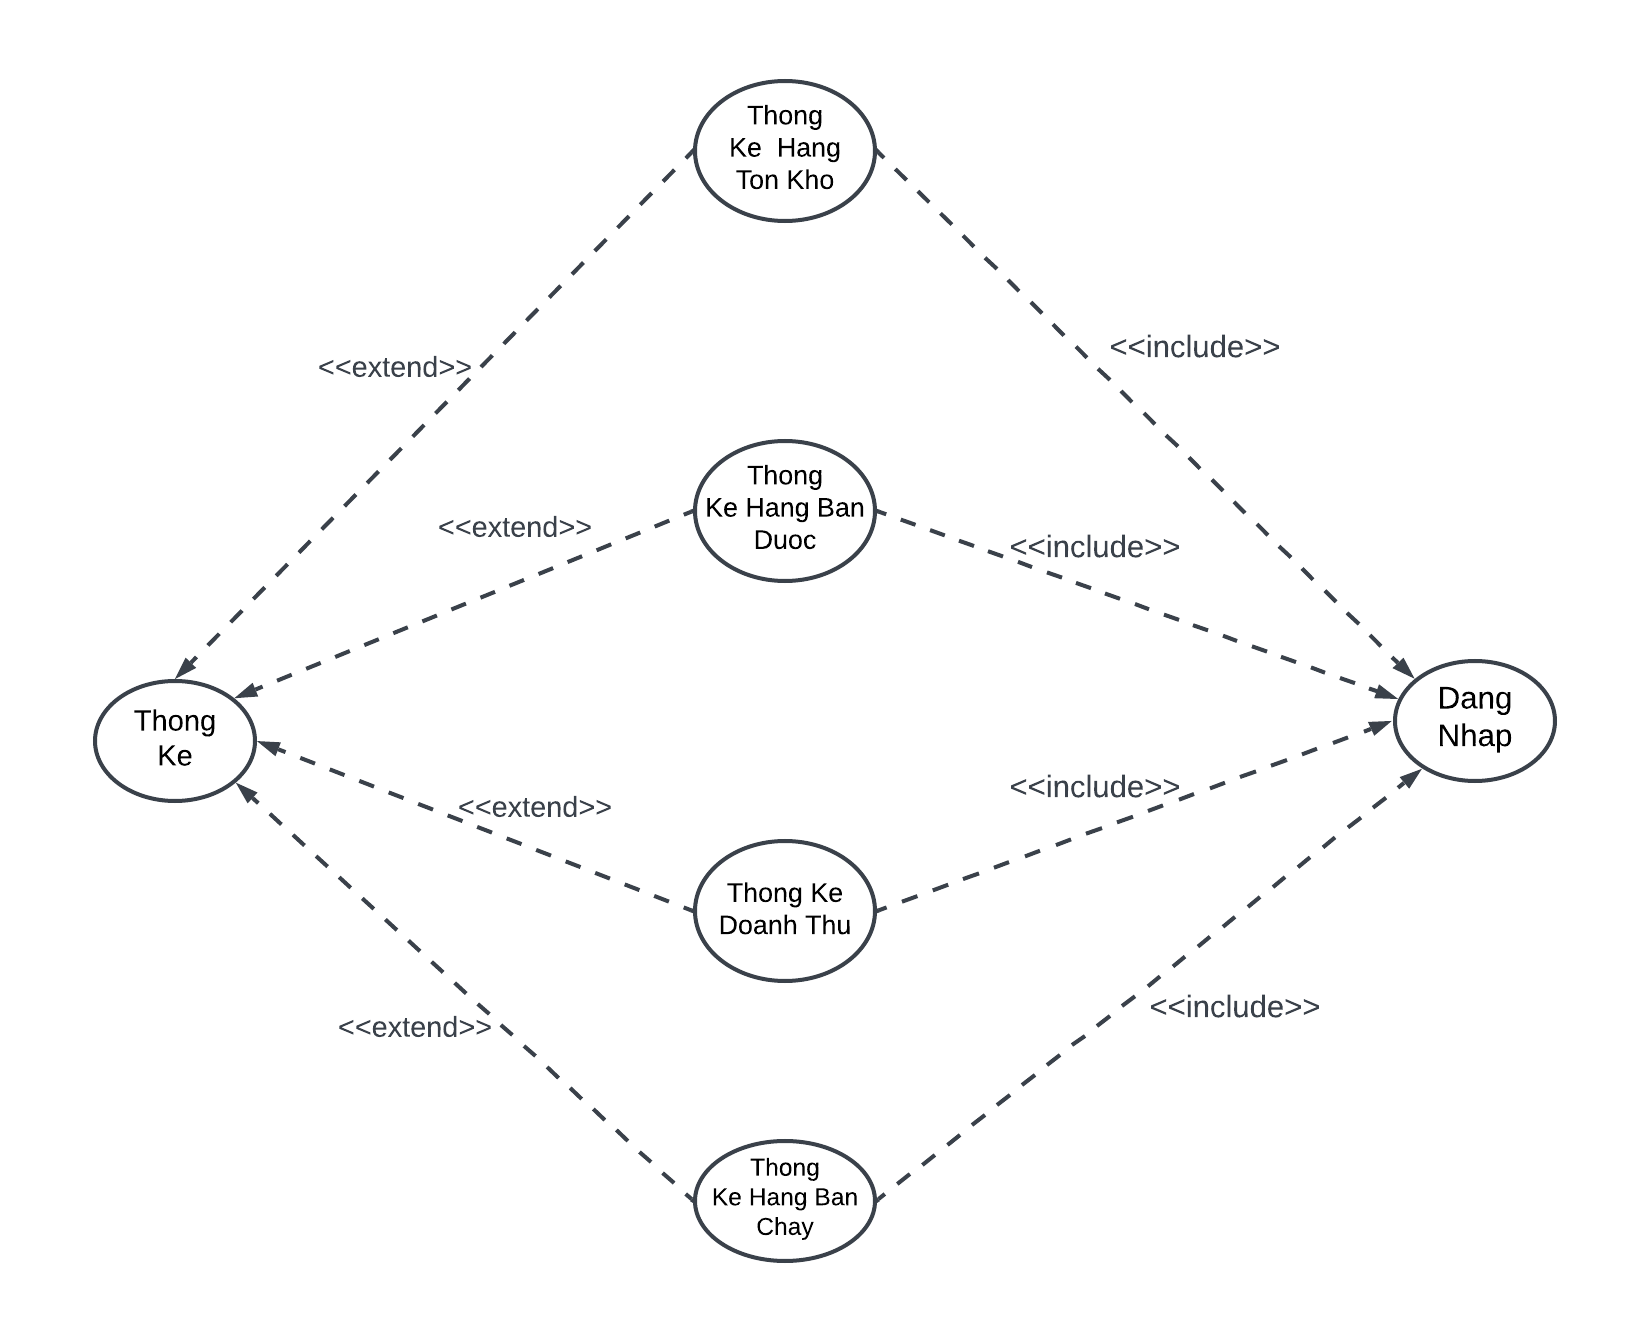 Thong
Ke  Hang
Ton Kho
<<extend>>
<<include>>
Thong
Ke Hang Ban
Duoc
<<extend>>
<<include>>
Thong
Ke
Dang
Nhap
<<extend>>
<<include>>
Thong Ke
Doanh Thu
<<extend>>
<<include>>
Thong
Ke Hang Ban
Chay